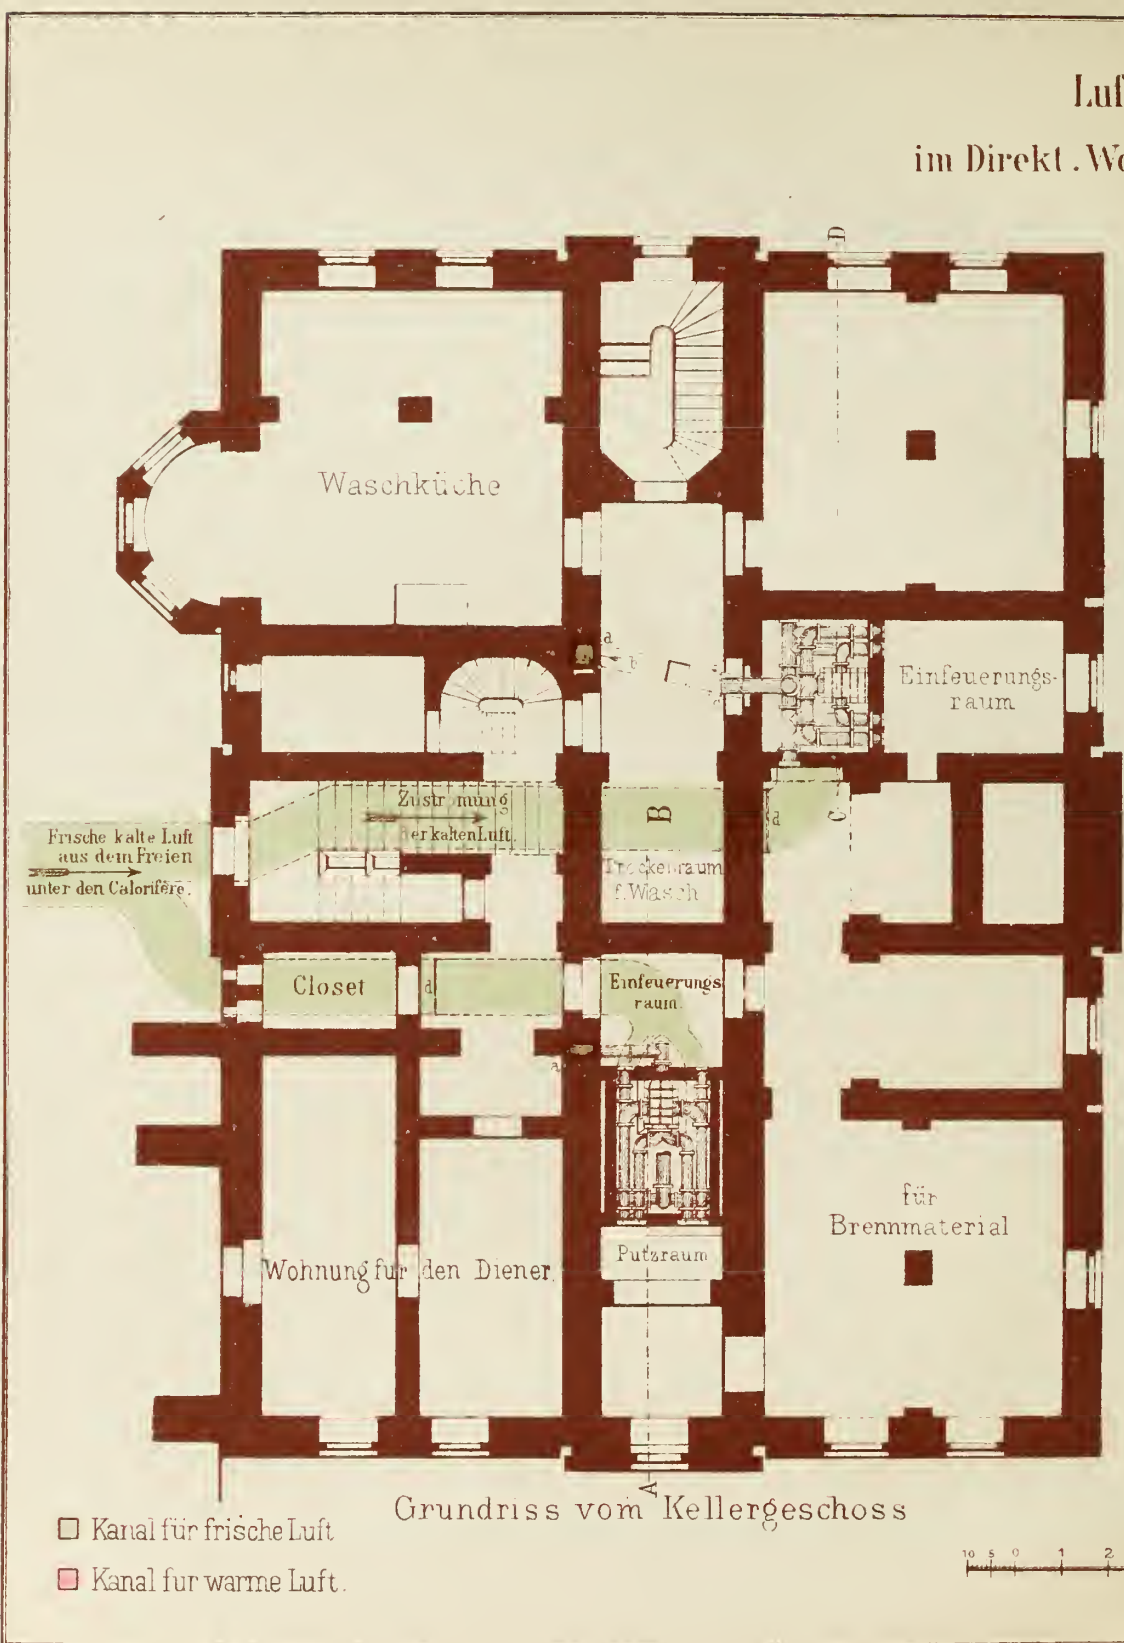 Luf
im Direkt. Wo
D
Waschküche
a
b
Einfeuerungs-
raum
Zuströmung
der kalten Luft.
B
d
C
Frische kalte Luft
aus dem Freien
unter den Calorifère.
Trockenraum
f. Wasch
Closet
d
Einfeuerungs
raum.
a
für
Brennmaterial
Putzraum
Wohnung fur den Diener.
A
Grundriss vom Kellergeschoss
Kanal für frische Luft
Kanal fur warme Luft.
10 5 0 1 2